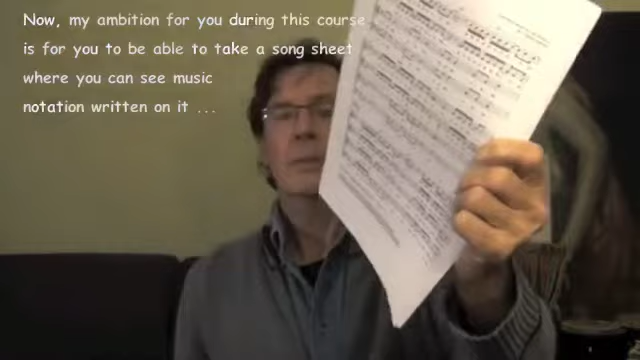 Now, my ambition for you during this course
is for you to be able to take a song sheet
where you can see music
notation written on it ...